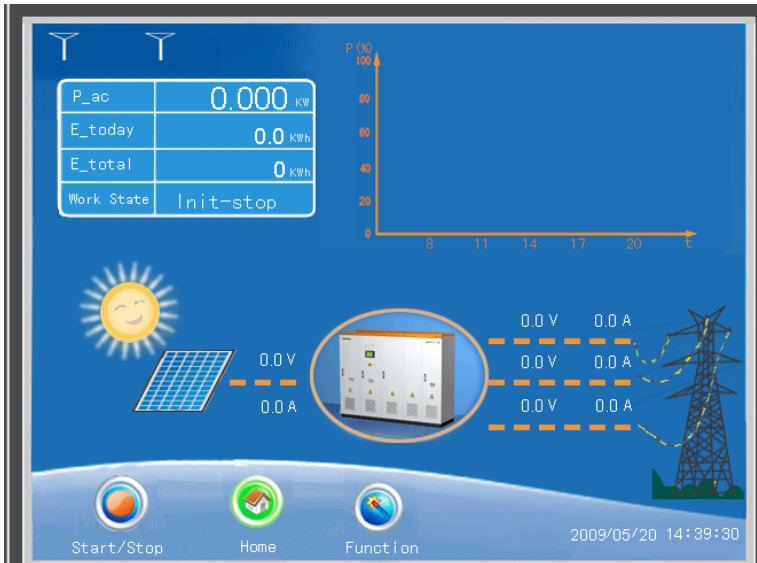 P_ac 0.000 KW
E_today 0.0 KWh
E_total 0 KWh
Work State Init-stop
P(%)
100
80
60
40
20
0
8 11 14 17 20 t
0.0 V 0.0 A
0.0 V 0.0 A
0.0 V 0.0 A
0.0 V
0.0 A
Start/Stop Home Function
2009/05/20 14:39:30